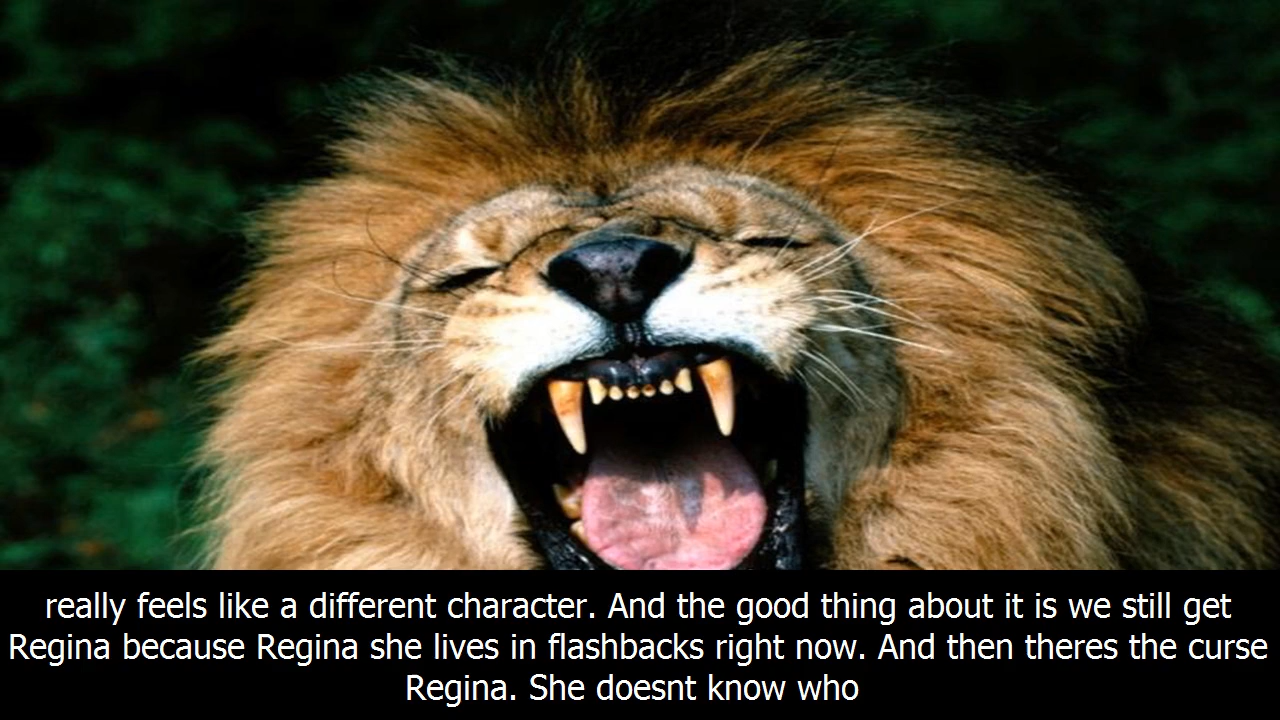 really feels like a different character. And the good thing about it is we still get
Regina because Regina she lives in flashbacks right now. And then theres the curse
Regina. She doesnt know who